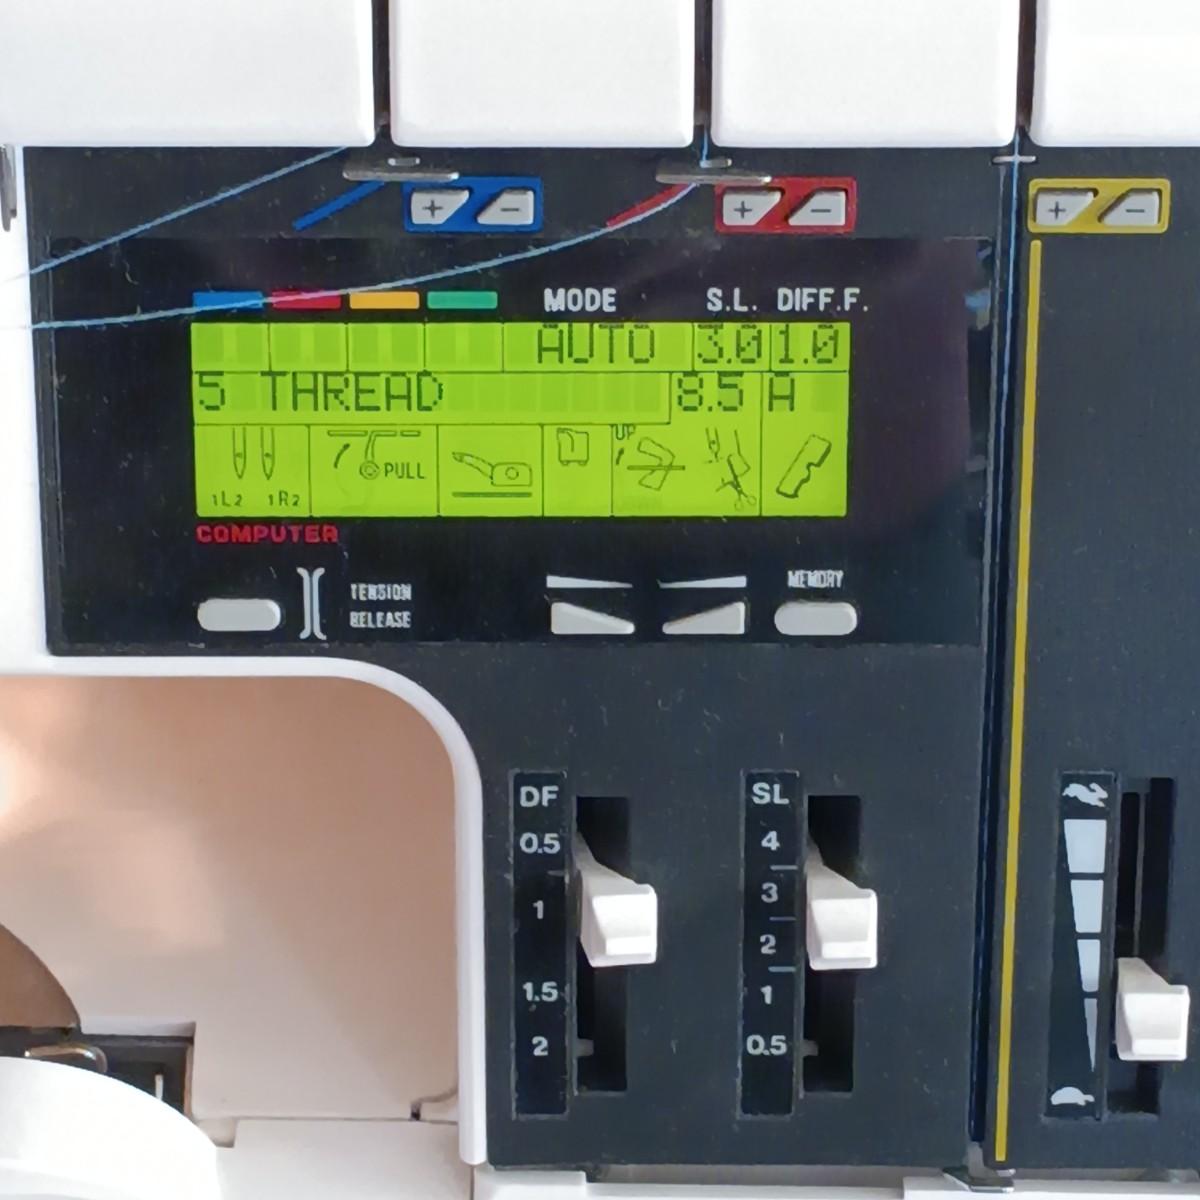 + − + − + −
MODE S.L. DIFF.F.
AUTO 3.0 1.0
5 THREAD 8.5 A
UP
PULL
1L2 1R2
COMPUTER
TENSION
RELEASE
MEMORY
DF
0.5
1
1.5
2
SL
4
3
2
1
0.5